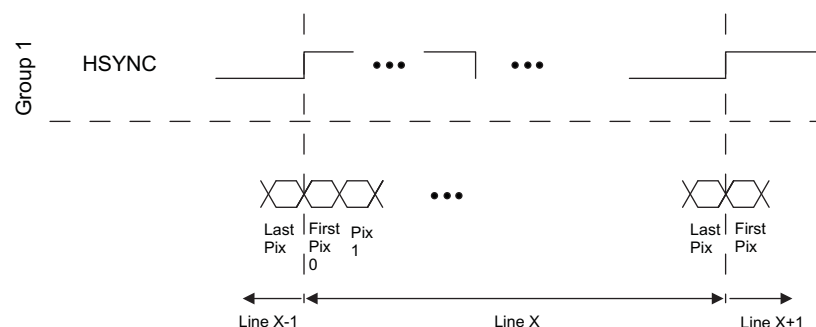 Group 1
HSYNC
Last Pix
First Pix 0
Pix 1
Last Pix
First Pix
Line X-1
Line X
Line X+1